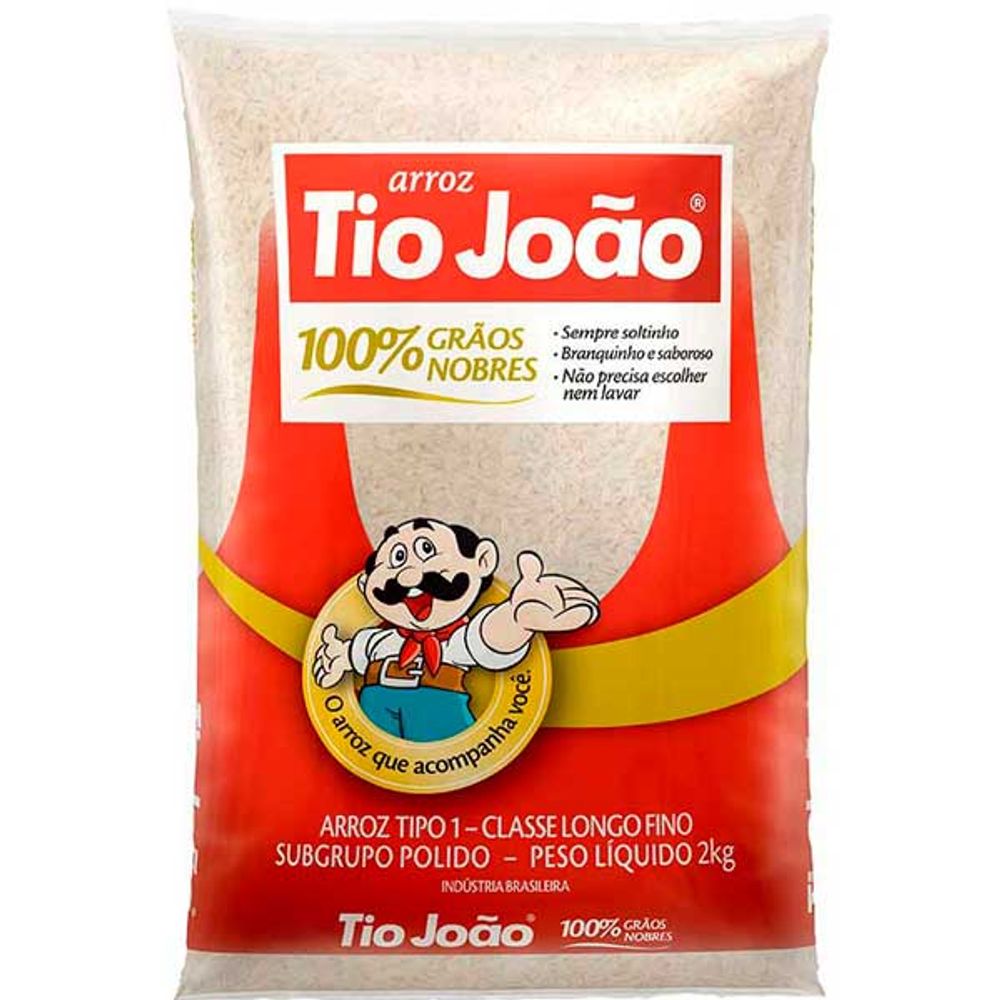 arroz
Tio João®
100% GRÃOS
NOBRES
• Sempre soltinho
• Branquinho e saboroso
• Não precisa escolher
nem lavar
O arroz que acompanha você.
ARROZ TIPO 1 – CLASSE LONGO FINO
SUBGRUPO POLIDO – PESO LÍQUIDO 2kg
INDÚSTRIA BRASILEIRA
Tio João®
100% GRÃOS
NOBRES